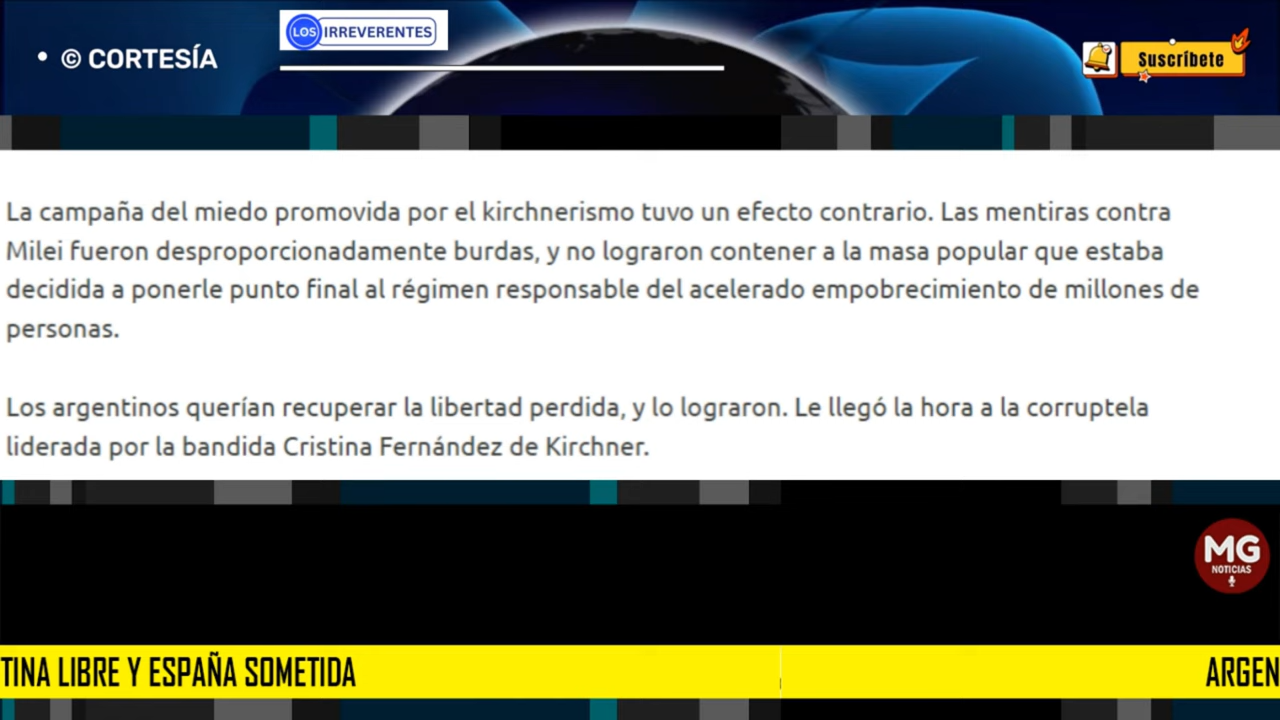 • © CORTESÍA
LOS IRREVERENTES
Suscríbete
La campaña del miedo promovida por el kirchnerismo tuvo un efecto contrario. Las mentiras contra
Milei fueron desproporcionadamente burdas, y no lograron contener a la masa popular que estaba
decidida a ponerle punto final al régimen responsable del acelerado empobrecimiento de millones de
personas.
Los argentinos querían recuperar la libertad perdida, y lo lograron. Le llegó la hora a la corruptela
liderada por la bandida Cristina Fernández de Kirchner.
MG
NOTICIAS
TINA LIBRE Y ESPAÑA SOMETIDA
ARGEN